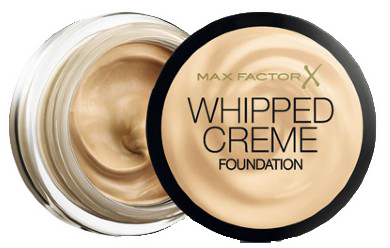 MAX FACTOR X
WHIPPED
CREME
FOUNDATION